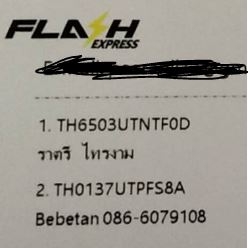 FLASH
EXPRESS
1. TH6503UTNTF0D
ราตรี ไทรงาม
2. TH0137UTPFS8A
Bebetan 086-6079108